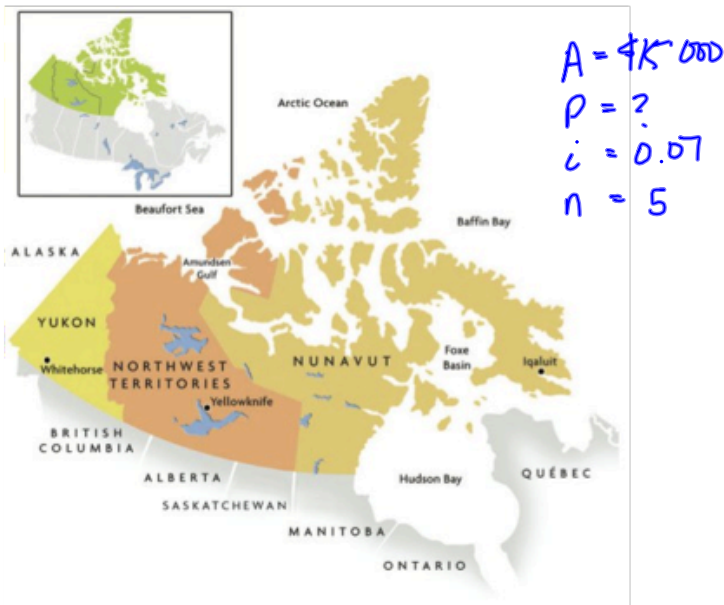 A = $15 000
P = ?
i = 0.07
n = 5
Arctic Ocean
Beaufort Sea
Baffin Bay
ALASKA
Amundsen
Gulf
YUKON
Whitehorse
NORTHWEST
TERRITORIES
NUNAVUT
Foxe
Basin
Iqaluit
Yellowknife
BRITISH
COLUMBIA
ALBERTA
SASKATCHEWAN
MANITOBA
ONTARIO
Hudson Bay
QUÉBEC